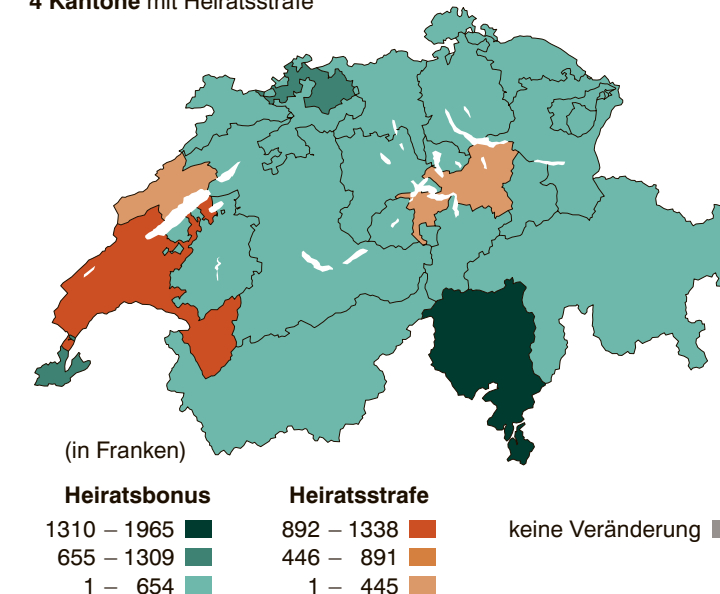 4 Kantone mit Heiratsstrafe
(in Franken)
Heiratsbonus Heiratsstrafe
1310 – 1965 892 – 1338 keine Veränderung
655 – 1309 446 – 891
1 – 654 1 – 445